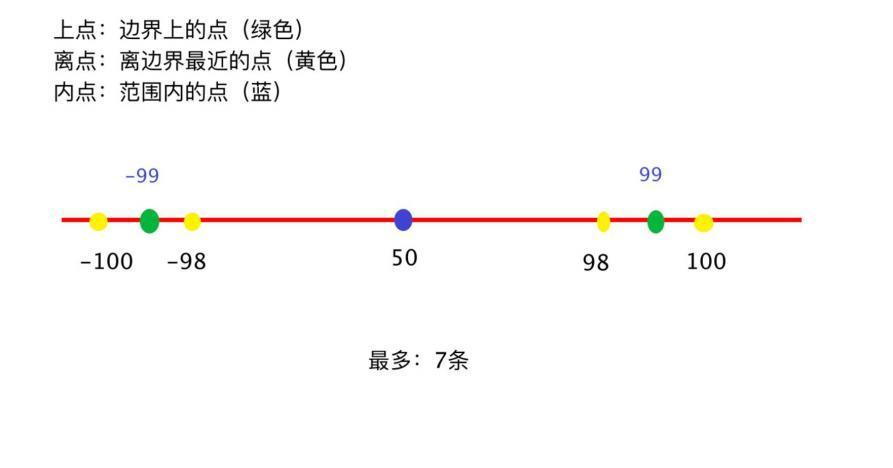 上点：边界上的点（绿色）
离点：离边界最近的点（黄色）
内点：范围内的点（蓝）
-99 99
-100 -98 50 98 100
最多：7条